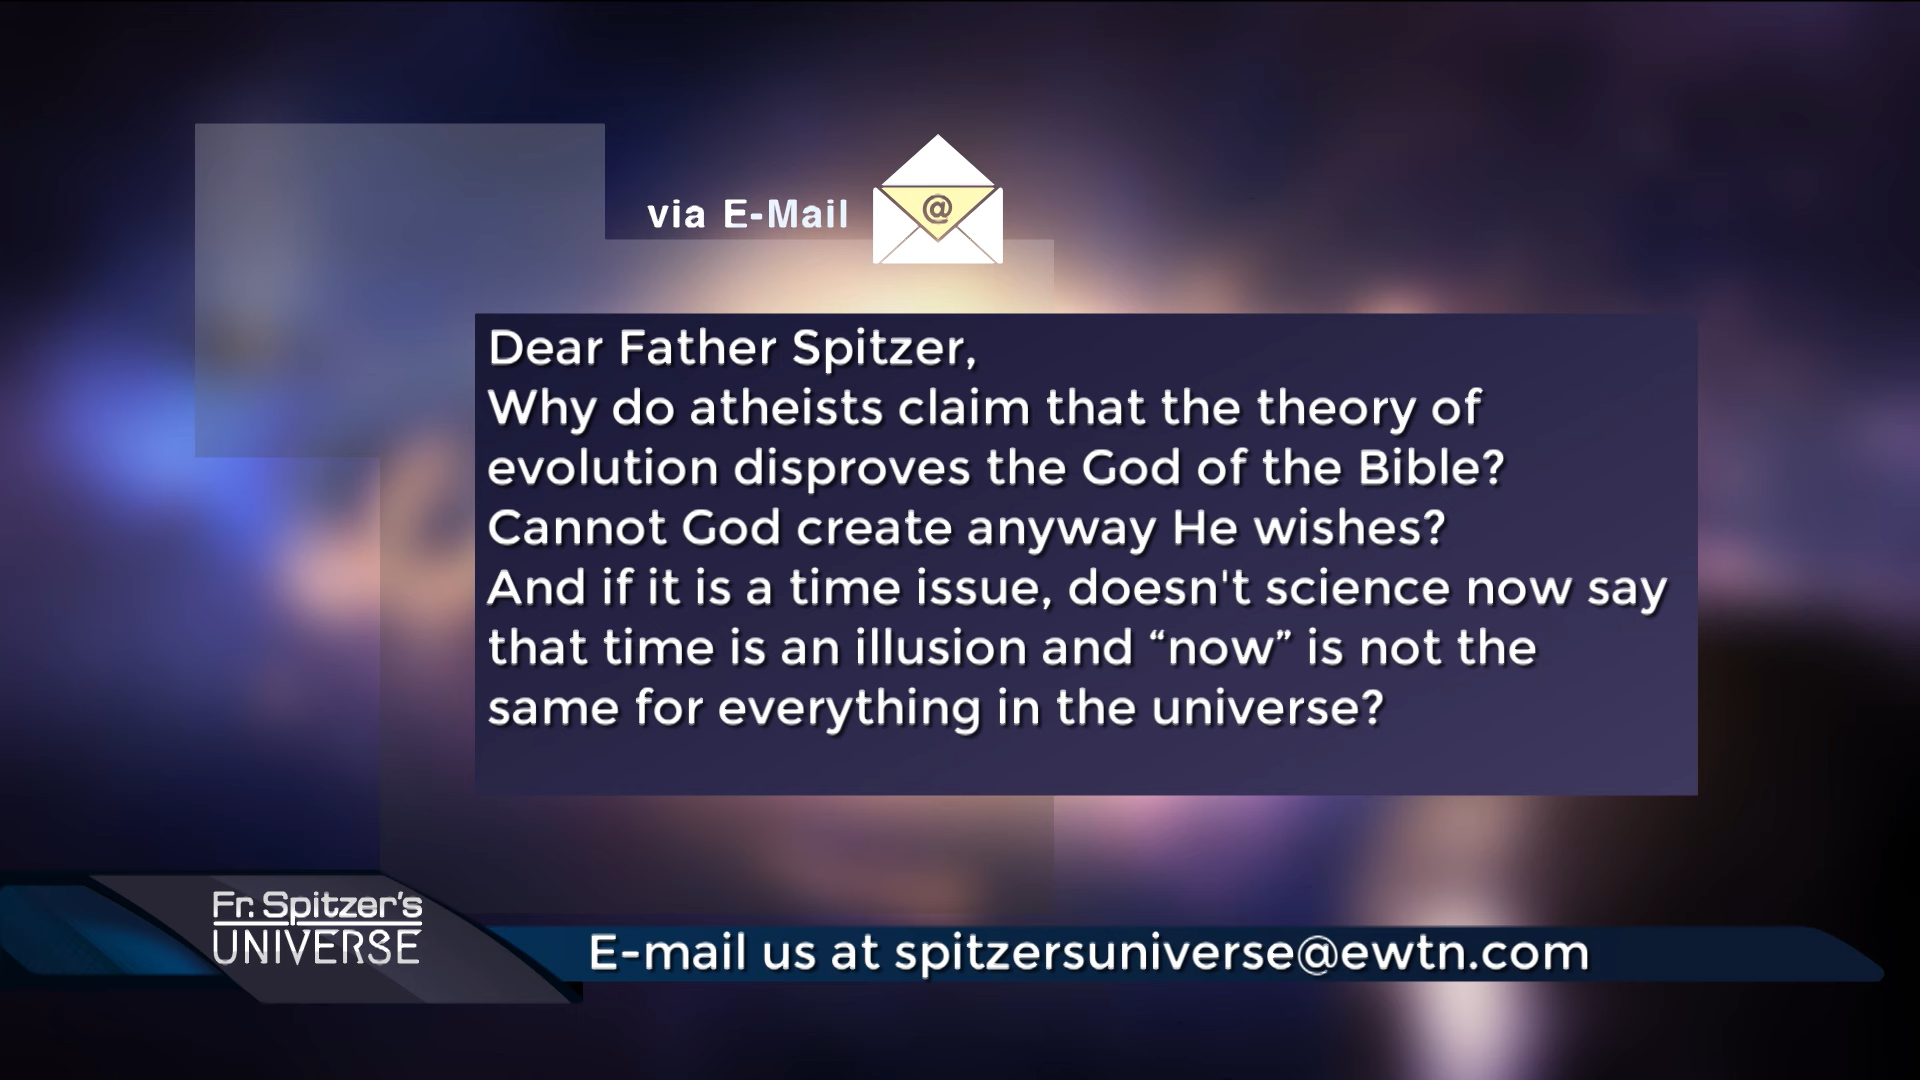 via E-Mail
@
Dear Father Spitzer,
Why do atheists claim that the theory of
evolution disproves the God of the Bible?
Cannot God create anyway He wishes?
And if it is a time issue, doesn't science now say
that time is an illusion and “now” is not the
same for everything in the universe?
Fr. Spitzer's
UNIVERSE
E-mail us at spitzersuniverse@ewtn.com